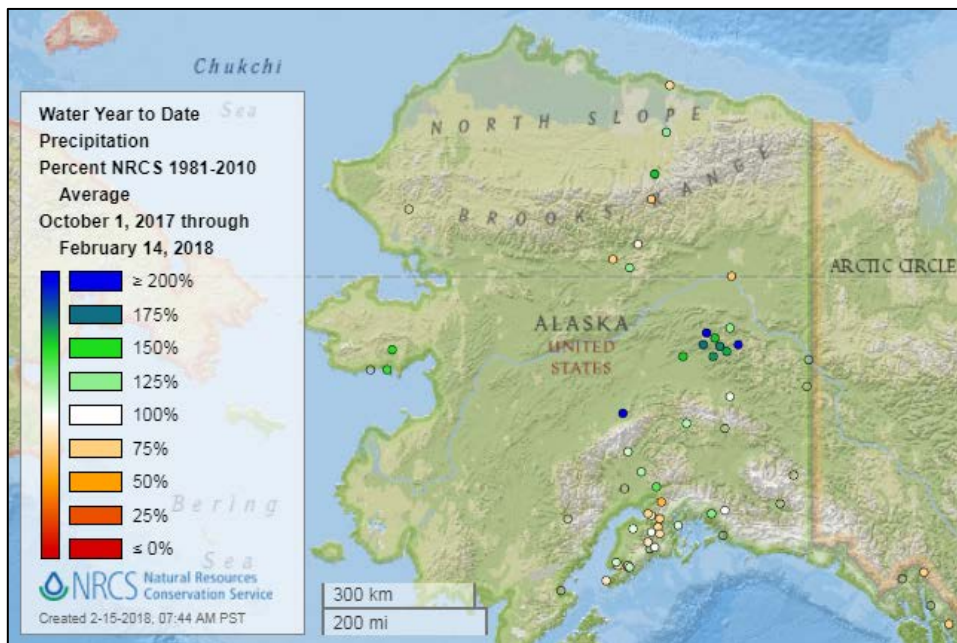 Chukchi
Sea
NORTH SLOPE
BROOKS RANGE
ARCTIC CIRCLE
ALASKA
UNITED
STATES
Bering
Sea
Water Year to Date
Precipitation
Percent NRCS 1981-2010
Average
October 1, 2017 through
February 14, 2018
≥ 200%
175%
150%
125%
100%
75%
50%
25%
≤ 0%
NRCS Natural Resources
Conservation Service
Created 2-15-2018, 07:44 AM PST
300 km
200 mi